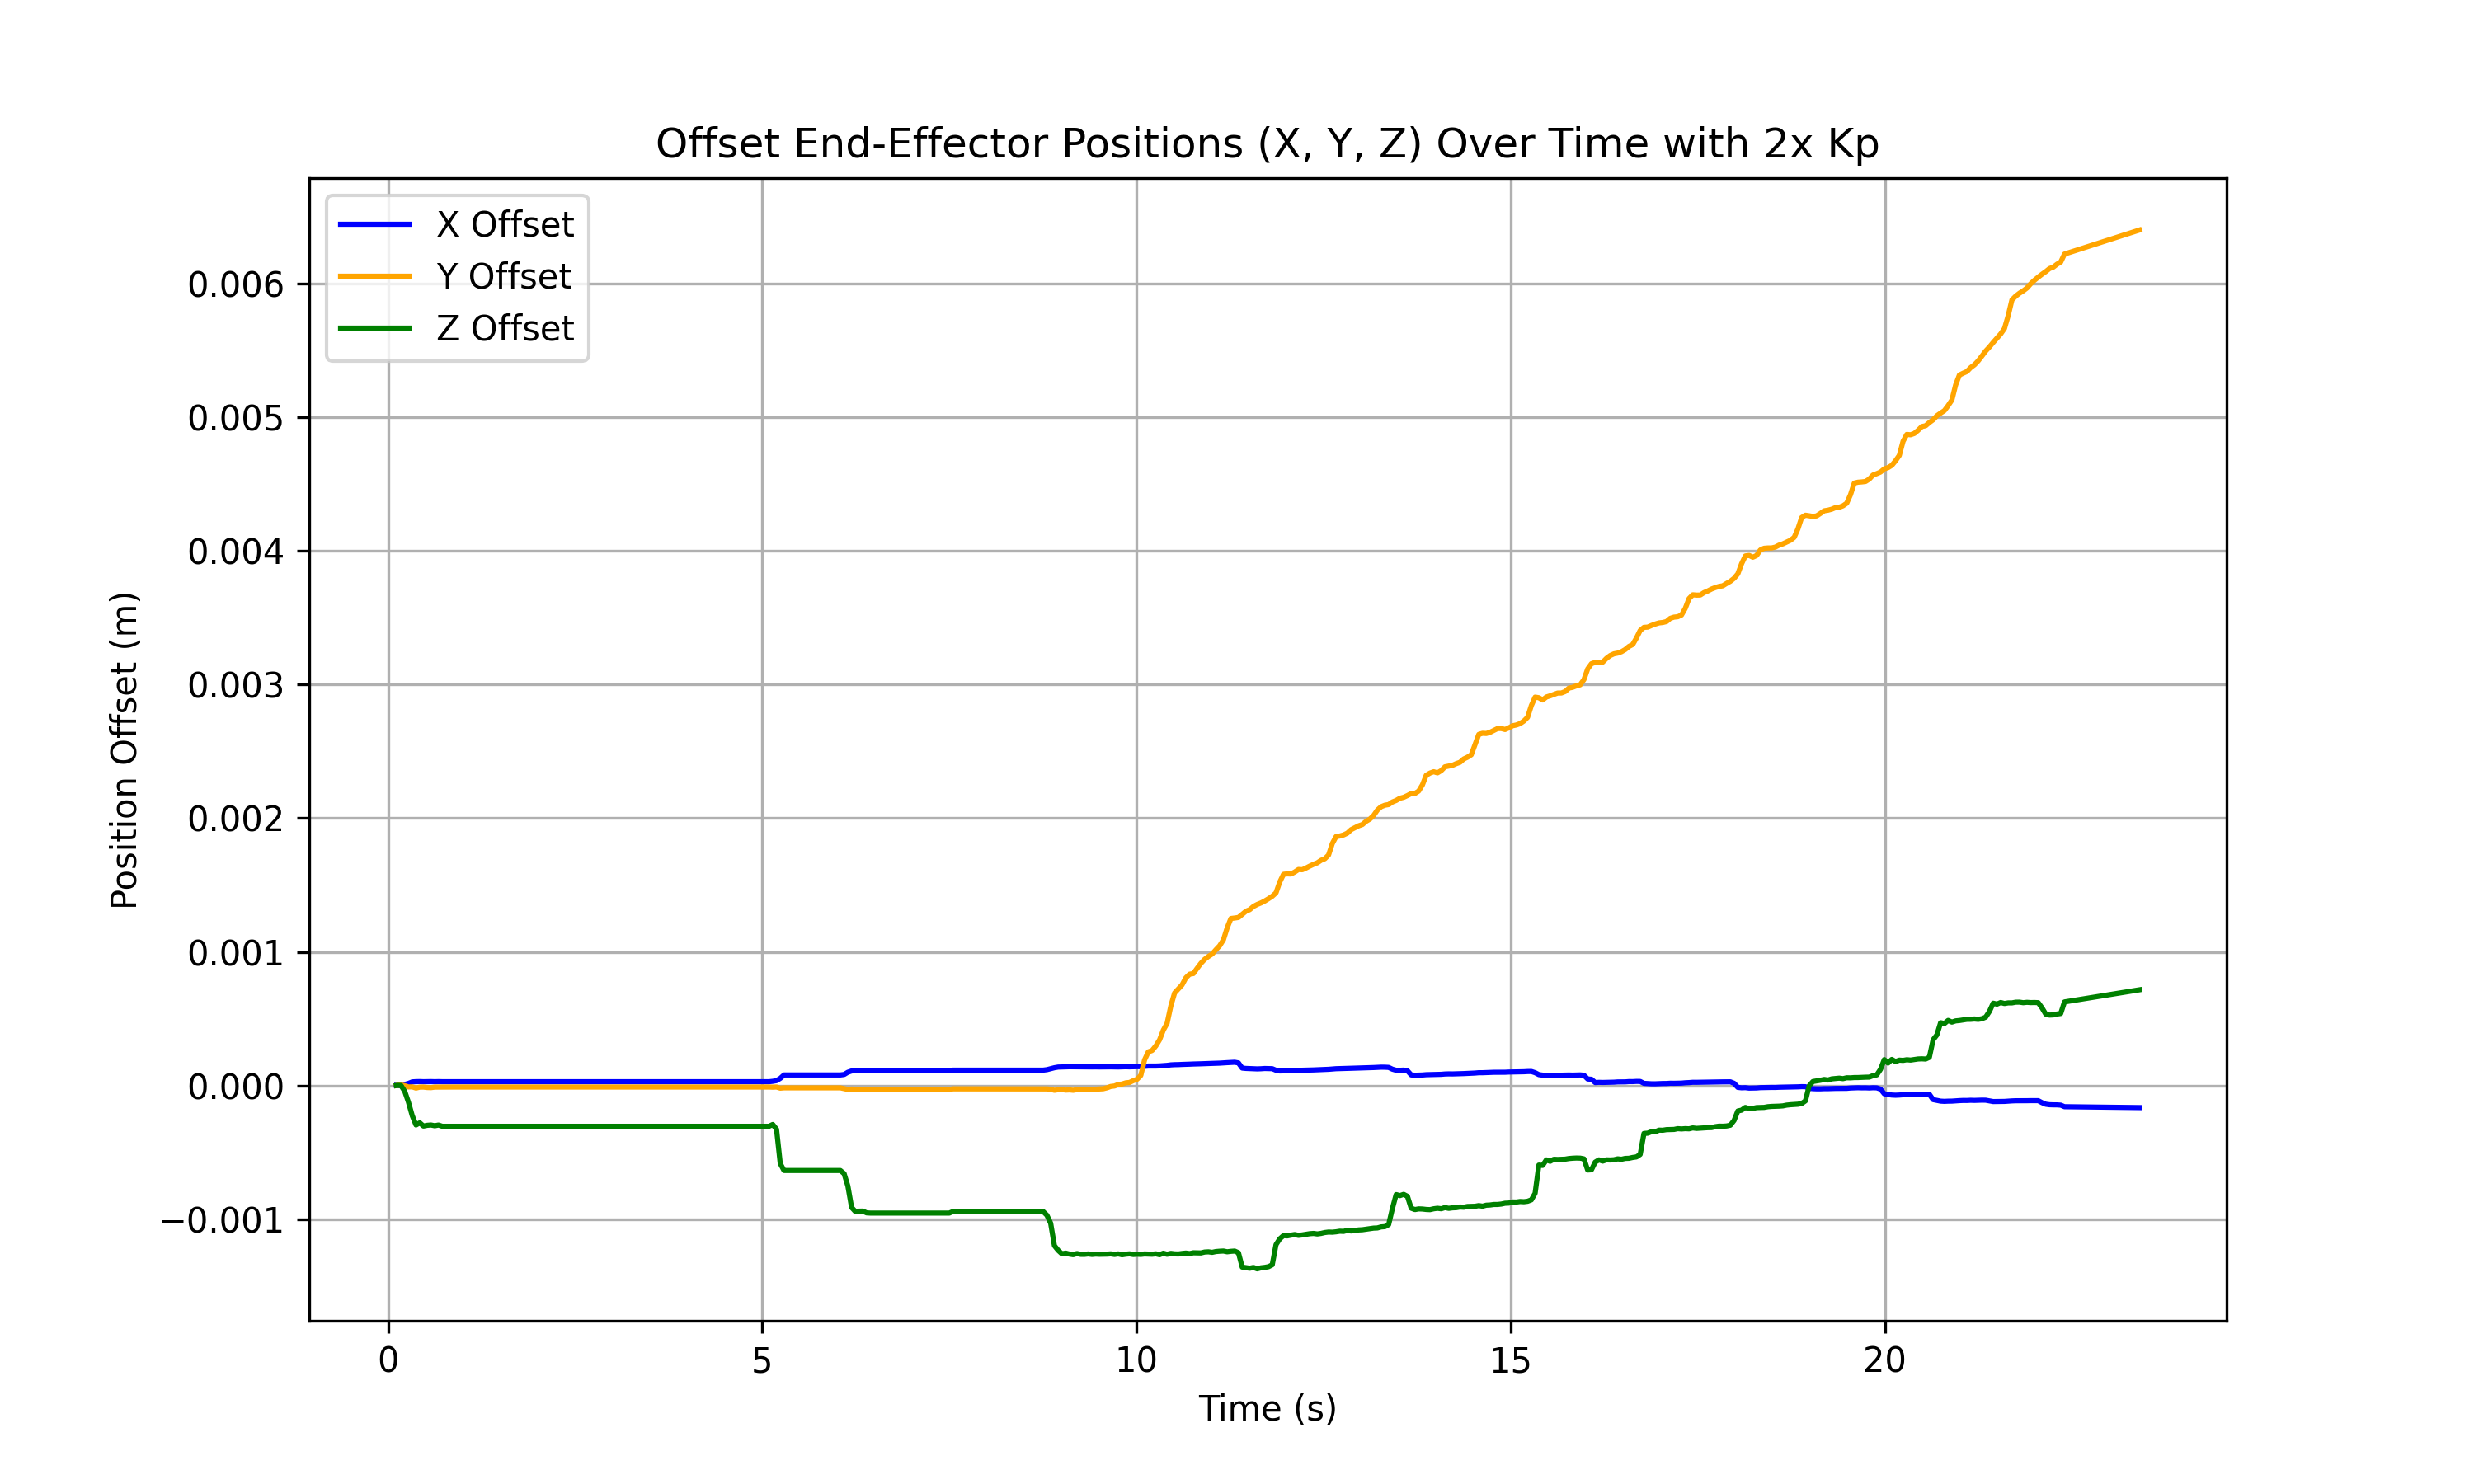 Offset End-Effector Positions (X, Y, Z) Over Time with 2x Kp
X Offset
Y Offset
Z Offset
0.006
0.005
0.004
0.003
0.002
0.001
0.000
−0.001
Position Offset (m)
0 5 10 15 20
Time (s)